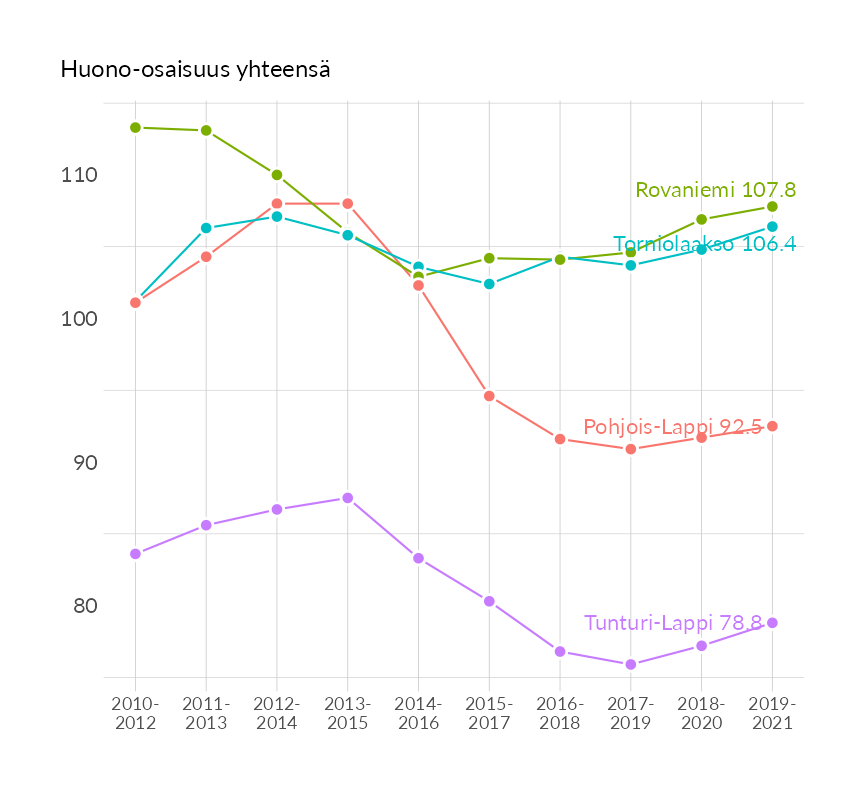 Huono-osaisuus yhteensä
110
Rovaniemi 107.8
Torniolaakso 106.4
100
Pohjois-Lappi 92.5
90
Tunturi-Lappi 78.8
80
2010- 2011- 2012- 2013- 2014- 2015- 2016- 2017- 2018- 2019-
2012 2013 2014 2015 2016 2017 2018 2019 2020 2021